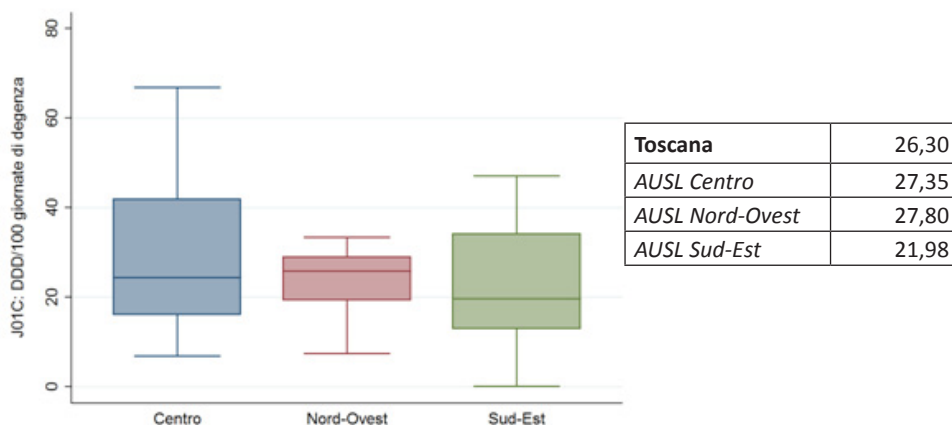 J01C: DDD/100 giornate di degenza
80
60
40
20
0
Centro
Nord-Ovest
Sud-Est
Toscana 26,30
AUSL Centro 27,35
AUSL Nord-Ovest 27,80
AUSL Sud-Est 21,98